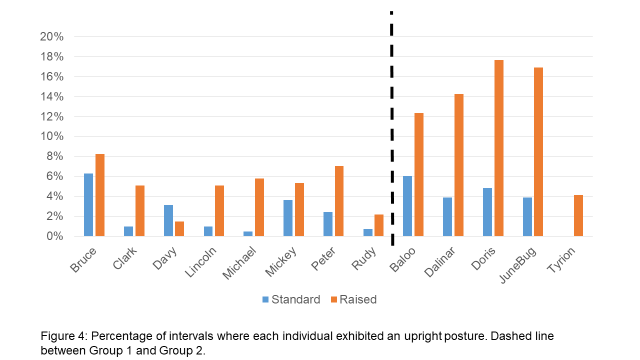 20%
18%
16%
14%
12%
10%
8%
6%
4%
2%
0%
Bruce
Clark
Davy
Lincoln
Michael
Mickey
Peter
Rudy
Baloo
Dalinar
Doris
JuneBug
Tyrion
Standard Raised
Figure 4: Percentage of intervals where each individual exhibited an upright posture. Dashed line
between Group 1 and Group 2.